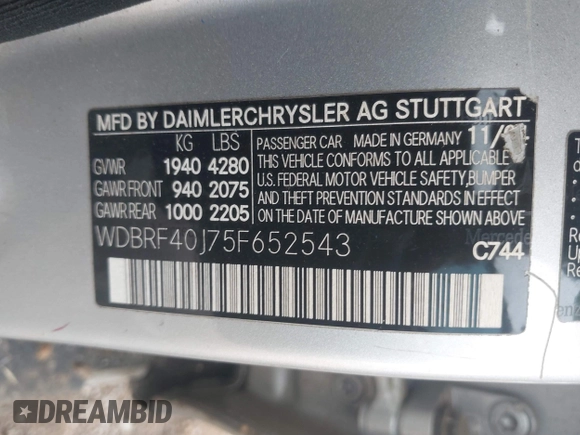 MFD BY DAIMLERCHRYSLER AG STUTTGART
KG LBS
GVWR 1940 4280
GAWR FRONT 940 2075
GAWR REAR 1000 2205
PASSENGER CAR MADE IN GERMANY 11/
THIS VEHICLE CONFORMS TO ALL APPLICABLE
U.S. FEDERAL MOTOR VEHICLE SAFETY,BUMPER
AND THEFT PREVENTION STANDARDS IN EFFECT
ON THE DATE OF MANUFACTURE SHOWN ABOVE.
WDBRF40J75F652543
Mercedes
C744
DREAMBID